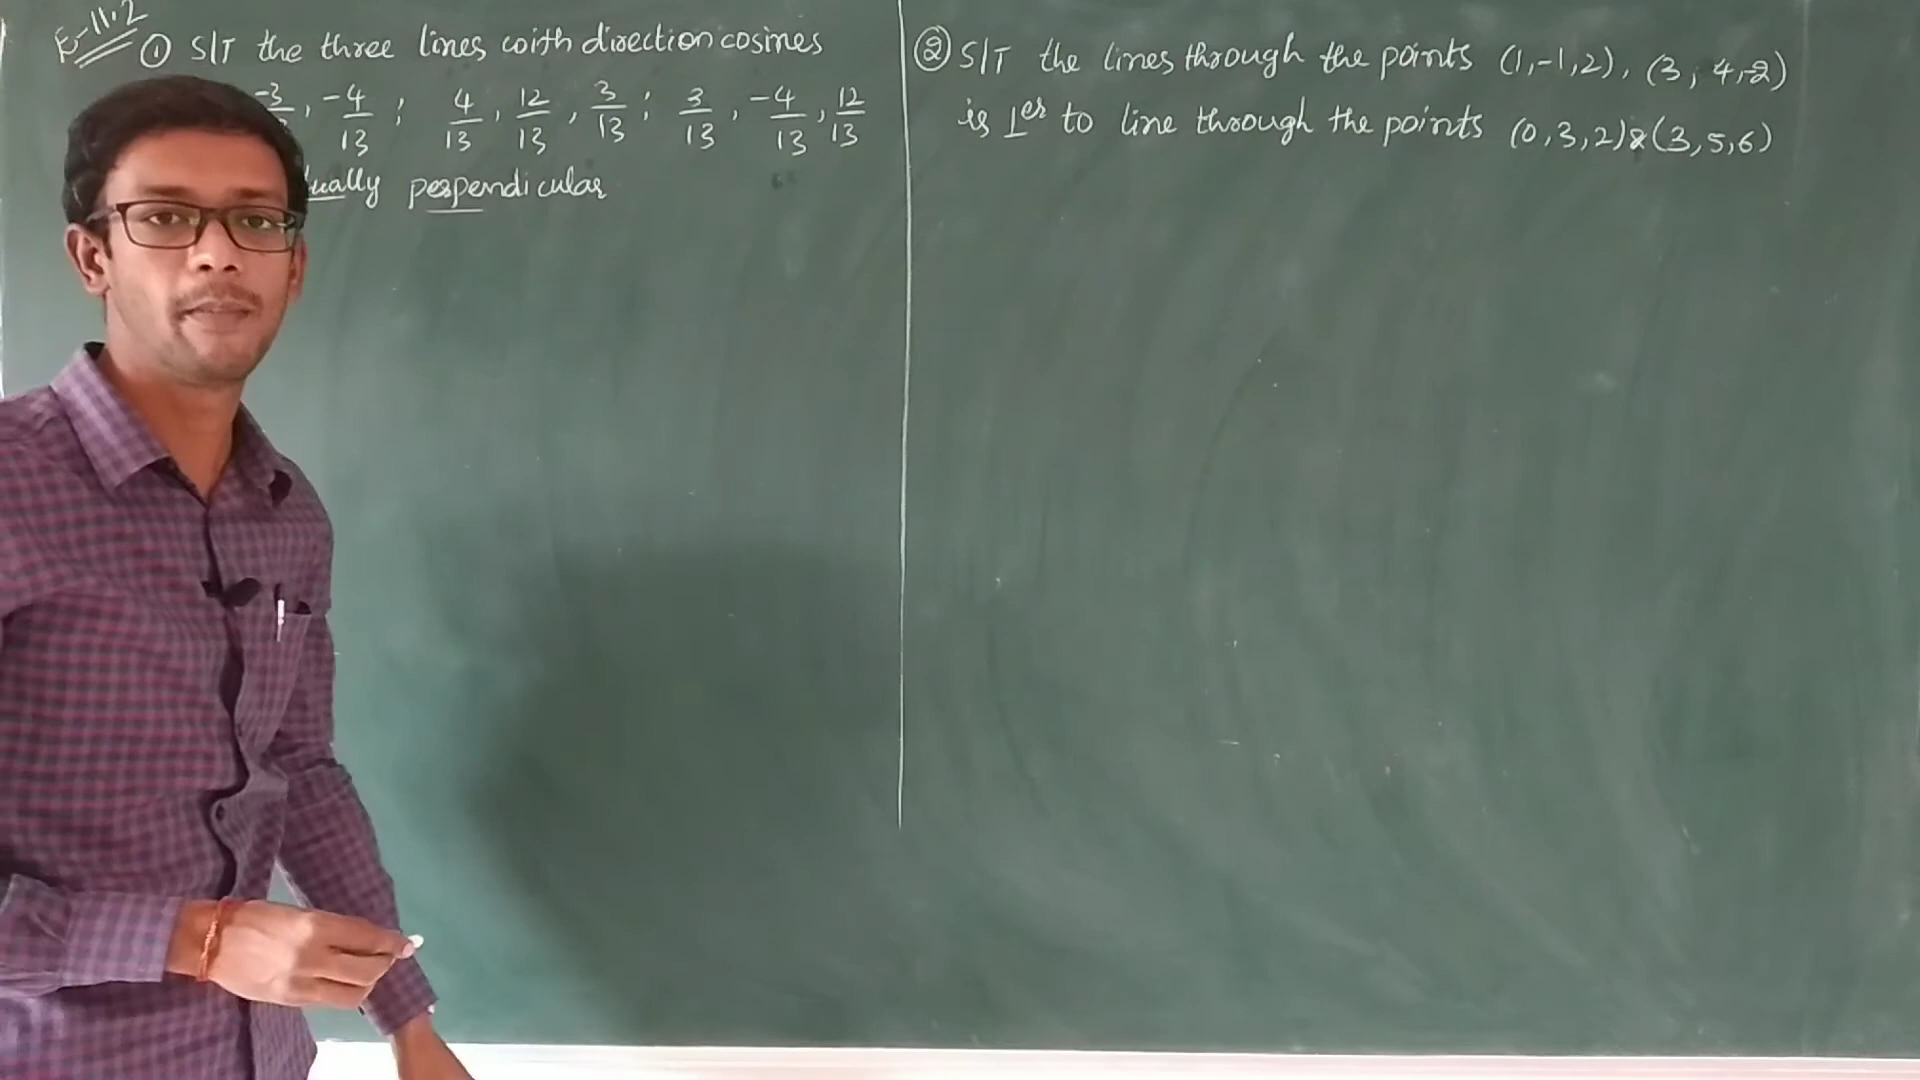 E-11.2 ① S/T the three lines with direction cosines
-3, -4/13 ; 4/13, 12/13, 3/13 ; 3/13, -4/13, 12/13
ually perpendicular
② S/T the lines through the points (1,-1,2), (3, 4,-2)
is ⊥er to line through the points (0,3,2)&(3,5,6)